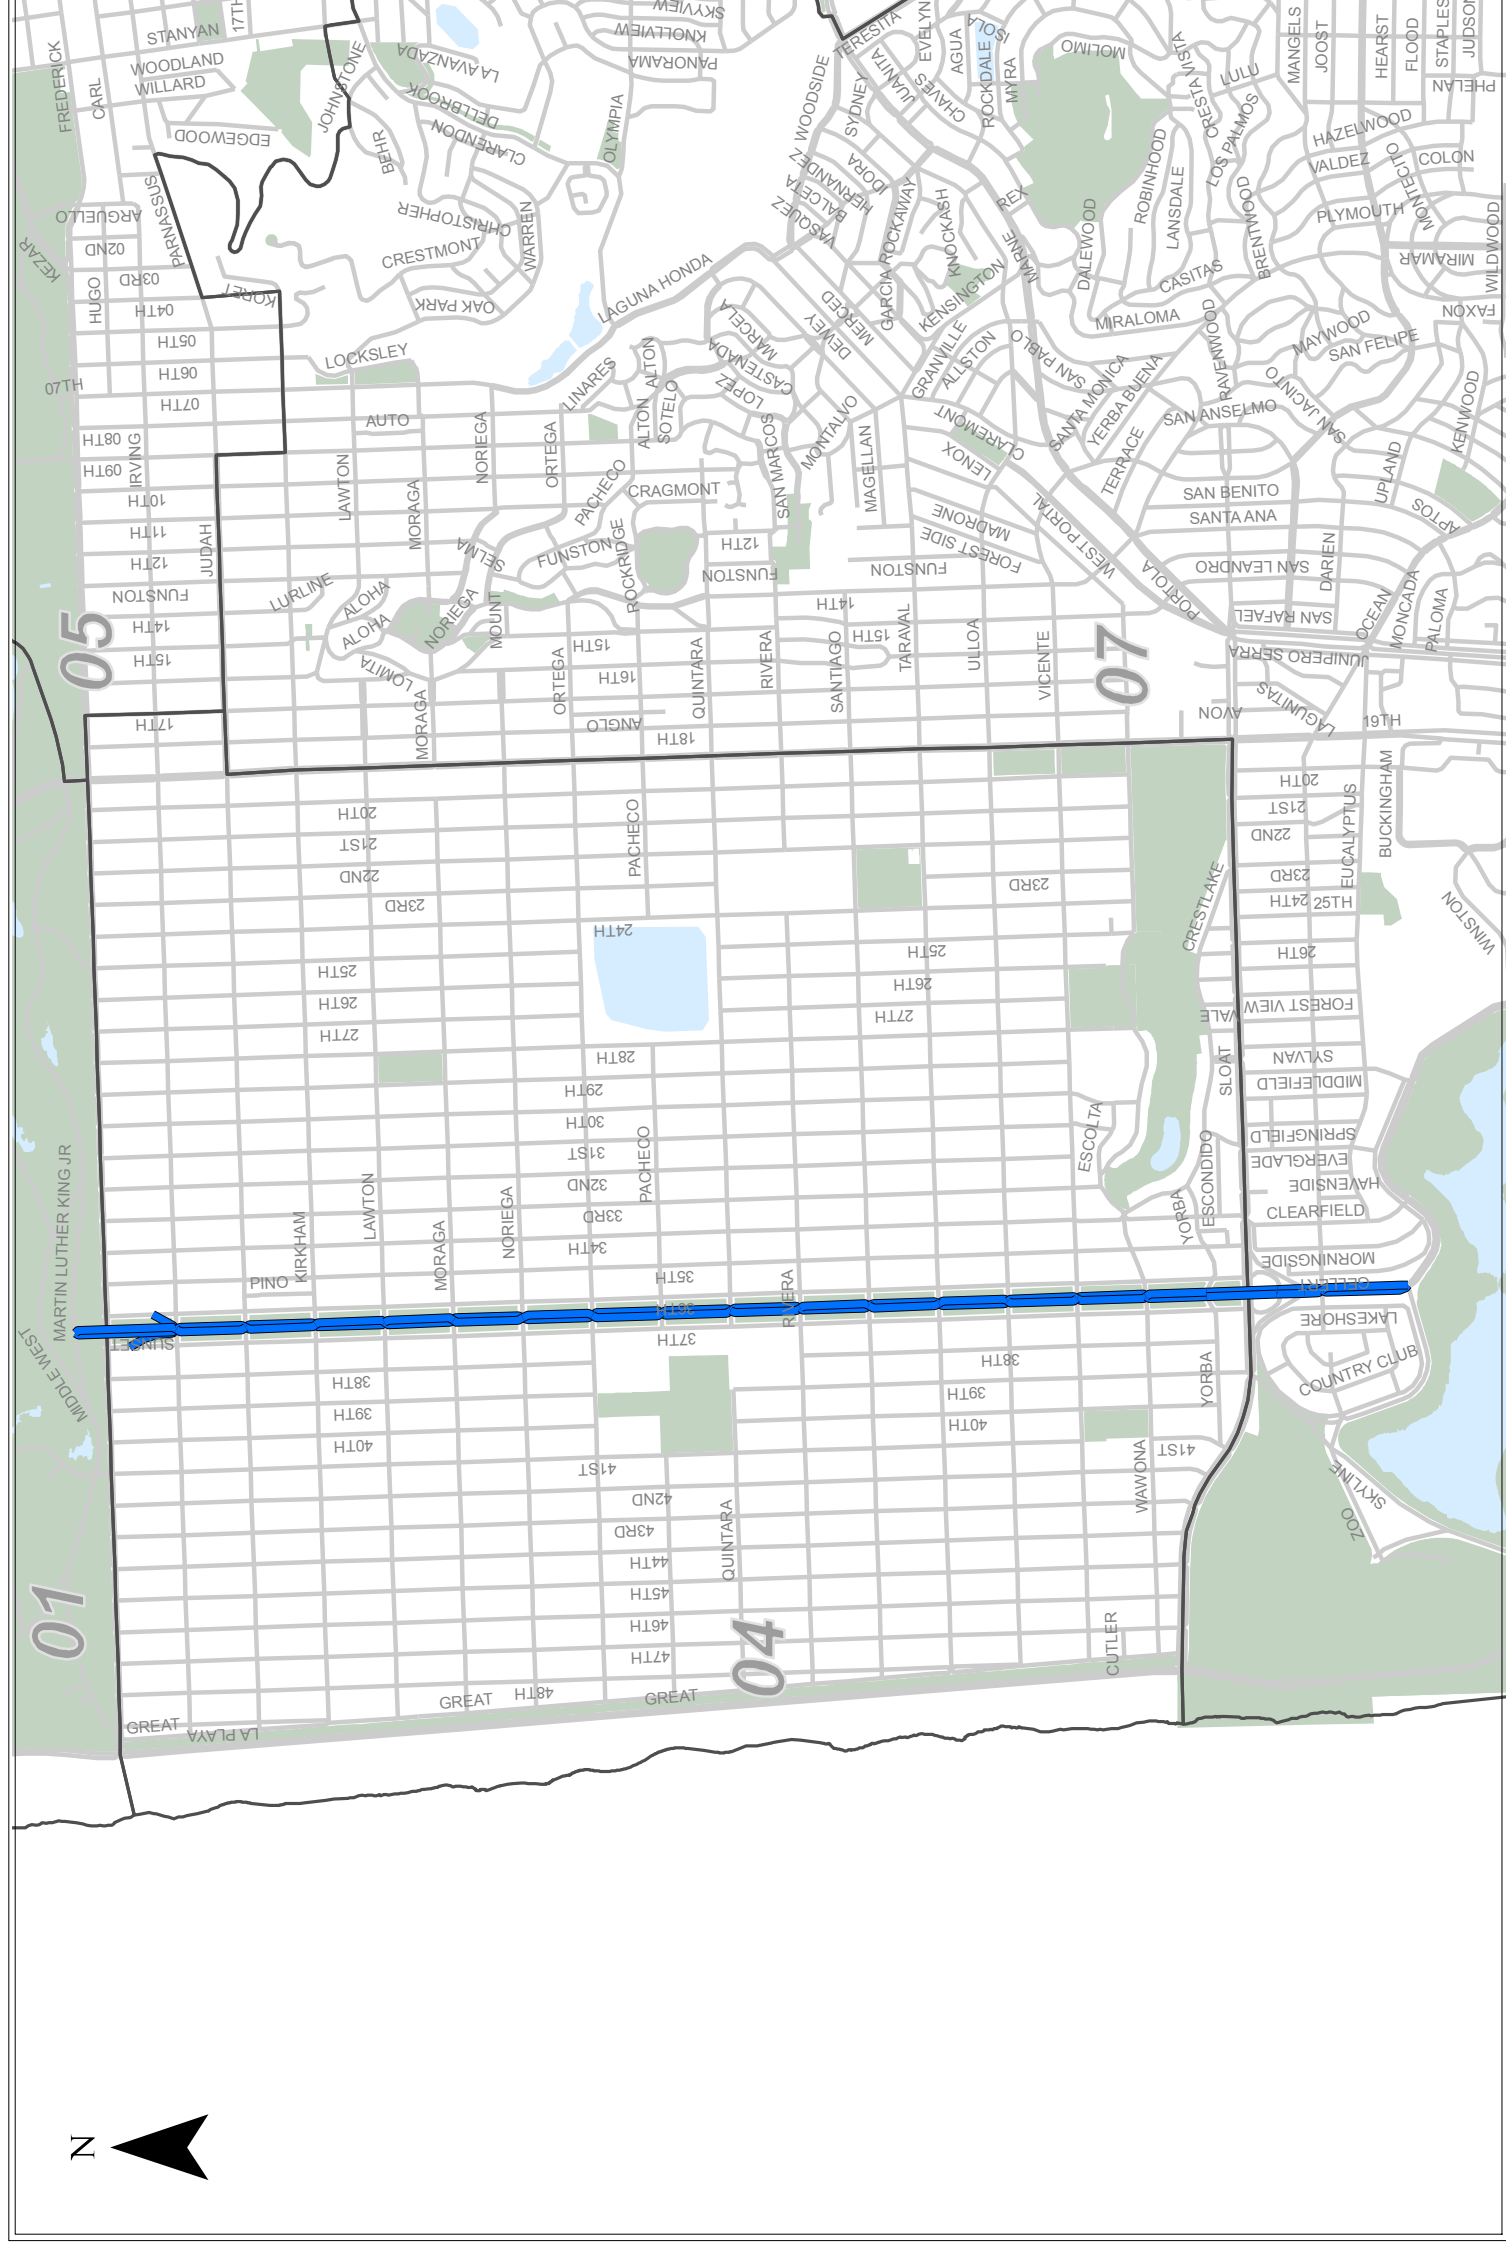 STANYAN
17TH
SKYVIEW
KNOLLVIEW
PANORAMA
TERESITA
EVELYN
ISOLA
MOLIMO
MANGELS
JOOST
HEARST
FLOOD
STAPLES
JUDSON
FREDERICK
CARL
WOODLAND
WILLARD
EDGEWOOD
JOHNSTONE
LA AVANZADA
DELLBROOK
CLARENDON
BEHR
OLYMPIA
WOODSIDE
SYDNEY
JUANITA
CHAVES
AGUA
ROCKDALE
MYRA
CRESTA VISTA
LULU
LOS PALMOS
PHELAN
HAZELWOOD
VALDEZ
COLON
MONTECITO
KEZAR
ARGUELLO
02ND
03RD
04TH
05TH
06TH
07TH
07TH
HUGO
PARNASSUS
KORET
CHRISTOPHER
CRESTMONT
WARREN
OAK PARK
LOCKSLEY
LAGUNA HONDA
IDORA
HERNANDEZ
BALCETA
VASQUEZ
ROCKAWAY
GARCIA
KNOCKASH
KENSINGTON
REX
MARNE
DALEWOOD
ROBINHOOD
LANSDALE
BRENTWOOD
PLYMOUTH
MIRAMAR
WILDWOOD
FAXON
CASITAS
MIRALOMA
RAVENWOOD
MAYWOOD
SAN FELIPE
MERCED
DEWEY
MARCELA
CASTENADA
LOPEZ
LINARES
ALTON
ALTON
SOTELO
GRANVILLE
ALLSTON
SAN PABLO
SANTA MONICA
YERBA BUENA
SAN ANSELMO
SAN JACINTO
KENWOOD
08TH
09TH
IRVING
AUTO
NORIEGA
ORTEGA
SAN MARCOS
MONTALVO
MAGELLAN
CLAREMONT
LENOX
TERRACE
UPLAND
10TH
11TH
12TH
JUDAH
LAWTON
MORAGA
PACHECO
CRAGMONT
WEST PORTAL
SAN BENITO
SANTA ANA
APTOS
SELMA
FUNSTON
ROCKRIDGE
12TH
FUNSTON
FUNSTON
MADRONE
FOREST SIDE
PORTOLA
SAN LEANDRO
DARIEN
FUNSTON
14TH
15TH
05
LURLINE
ALOHA
ALOHA
NORIEGA
MOUNT
LOMITA
14TH
15TH
SAN RAFAEL
OCEAN
MONCADA
PALOMA
JUNIPERO SERRA
15TH
16TH
ORTEGA
QUINTARA
RIVERA
SANTIAGO
TARAVAL
ULLOA
VICENTE
07
17TH
MORAGA
ANGLO
18TH
AVON
LAGUNITAS
19TH
BUCKINGHAM
EUCALYPTUS
20TH
21ST
22ND
23RD
PACHECO
23RD
20TH
21ST
22ND
23RD
24TH
25TH
CRESTLAKE
WINSTON
24TH
25TH
26TH
27TH
25TH
26TH
27TH
26TH
FOREST VIEW
VALE
SLOAT
28TH
29TH
30TH
31ST
32ND
33RD
34TH
35TH
SYLVAN
MIDDLEFIELD
SPRINGFIELD
EVERGLADE
HAVENSIDE
CLEARFIELD
MORNINGSIDE
GELLERT
LAKESHORE
COUNTRY CLUB
MARTIN LUTHER KING JR
MIDDLE WEST
KIRKHAM
PINO
LAWTON
MORAGA
NORIEGA
PACHECO
RIVERA
ESCOLTA
YORBA
ESCONDIDO
SUNSET
36TH
37TH
38TH
39TH
40TH
38TH
39TH
40TH
YORBA
41ST
41ST
WAWONA
42ND
43RD
44TH
45TH
46TH
47TH
48TH
QUINTARA
SKYLINE
ZOO
01
04
CUTLER
GREAT
GREAT
GREAT
LA PLAYA
N